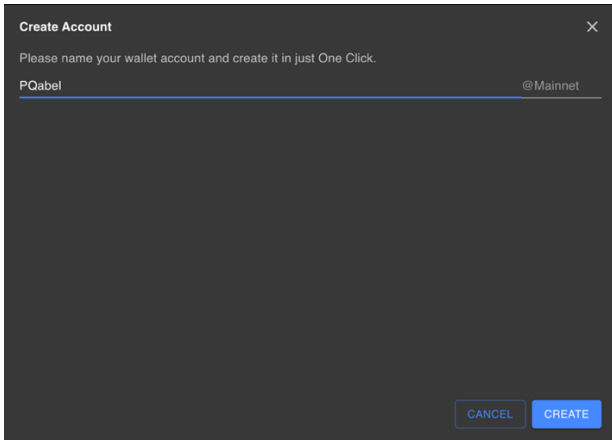 Create Account
Please name your wallet account and create it in just One Click.
PQabel @Mainnet
CANCEL CREATE